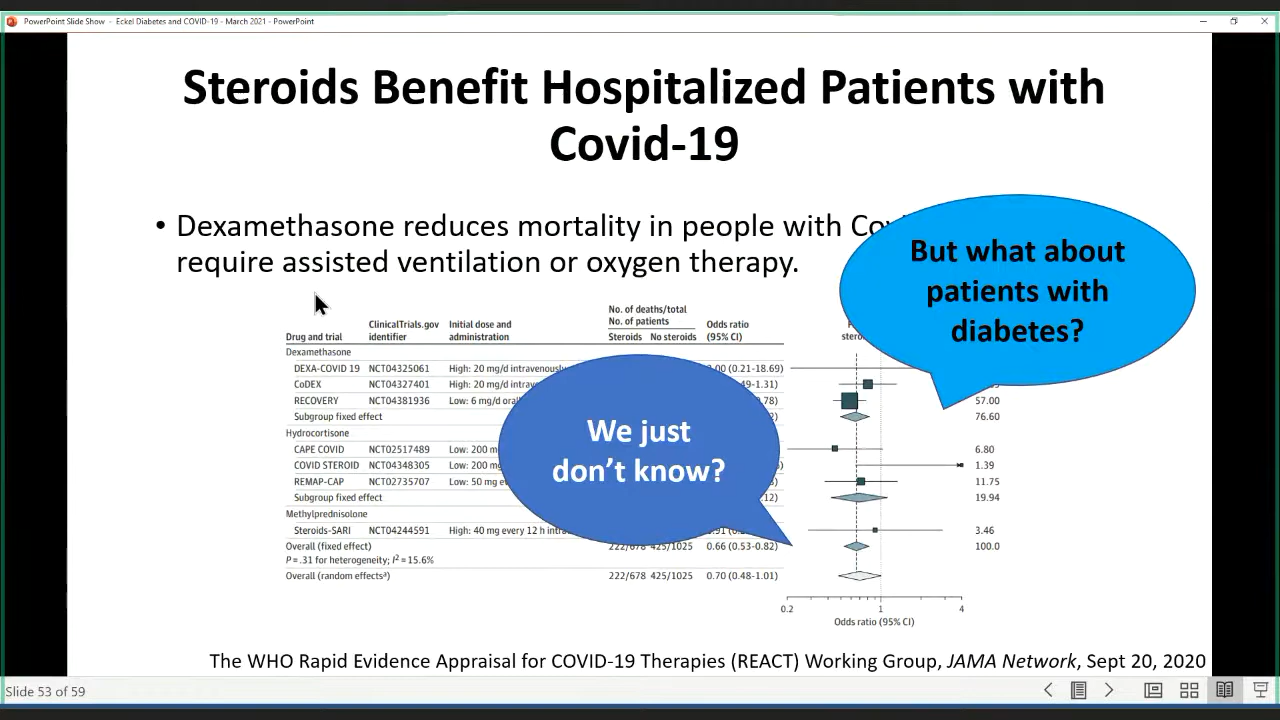 PowerPoint Slide Show - Eckel Diabetes and COVID-19 - March 2021 - PowerPoint
Steroids Benefit Hospitalized Patients with
Covid-19
• Dexamethasone reduces mortality in people with
require assisted ventilation or oxygen therapy.
But what about
patients with
diabetes?
We just
don't know?
No. of deaths/total
No. of patients
ClinicalTrials.gov Initial dose and Odds ratio
Drug and trial identifier administration Steroids No steroids (95% CI)
Dexamethasone
DEXA-COVID 19 NCT04325061 High: 20 mg/d intravenously (0.21-18.69)
CoDEX NCT04327401 High: 20 mg/d
RECOVERY NCT04381936 Low: 6 mg/d 57.00
Subgroup fixed effect 76.60
Hydrocortisone
CAPE COVID NCT02517489 Low: 200 6.80
COVID STEROID NCT04348305 Low: 200 1.39
REMAP-CAP NCT02735707 Low: 50 mg 11.75
Subgroup fixed effect 19.94
Methylprednisolone
Steroids-SARI NCT04244591 High: 40 mg every 12 h 3.46
Overall (fixed effect) 222/678 425/1025 0.66 (0.53-0.82) 100.0
P = .31 for heterogeneity; I² = 15.6%
Overall (random effectsᵃ) 222/678 425/1025 0.70 (0.48-1.01)
0.2 1 4
Odds ratio (95% CI)
The WHO Rapid Evidence Appraisal for COVID-19 Therapies (REACT) Working Group, JAMA Network, Sept 20, 2020
Slide 53 of 59